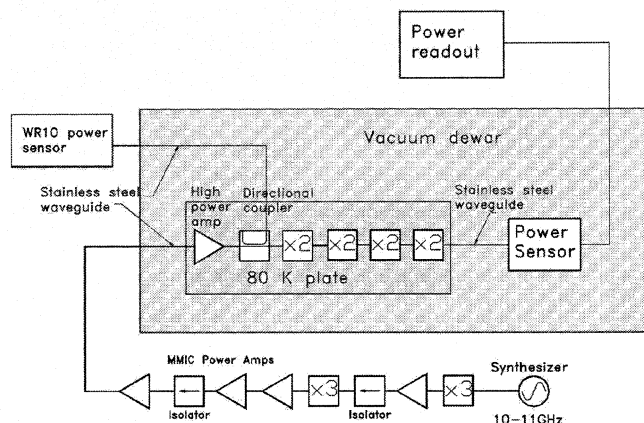 Power
readout
WR10 power
sensor
Vacuum dewar
Stainless steel
waveguide
High
power
amp
Directional
coupler
Stainless steel
waveguide
×2
×2
×2
×2
Power
Sensor
80 K plate
MMIC Power Amps
Synthesizer
×3
×3
Isolator
Isolator
10-11GHz